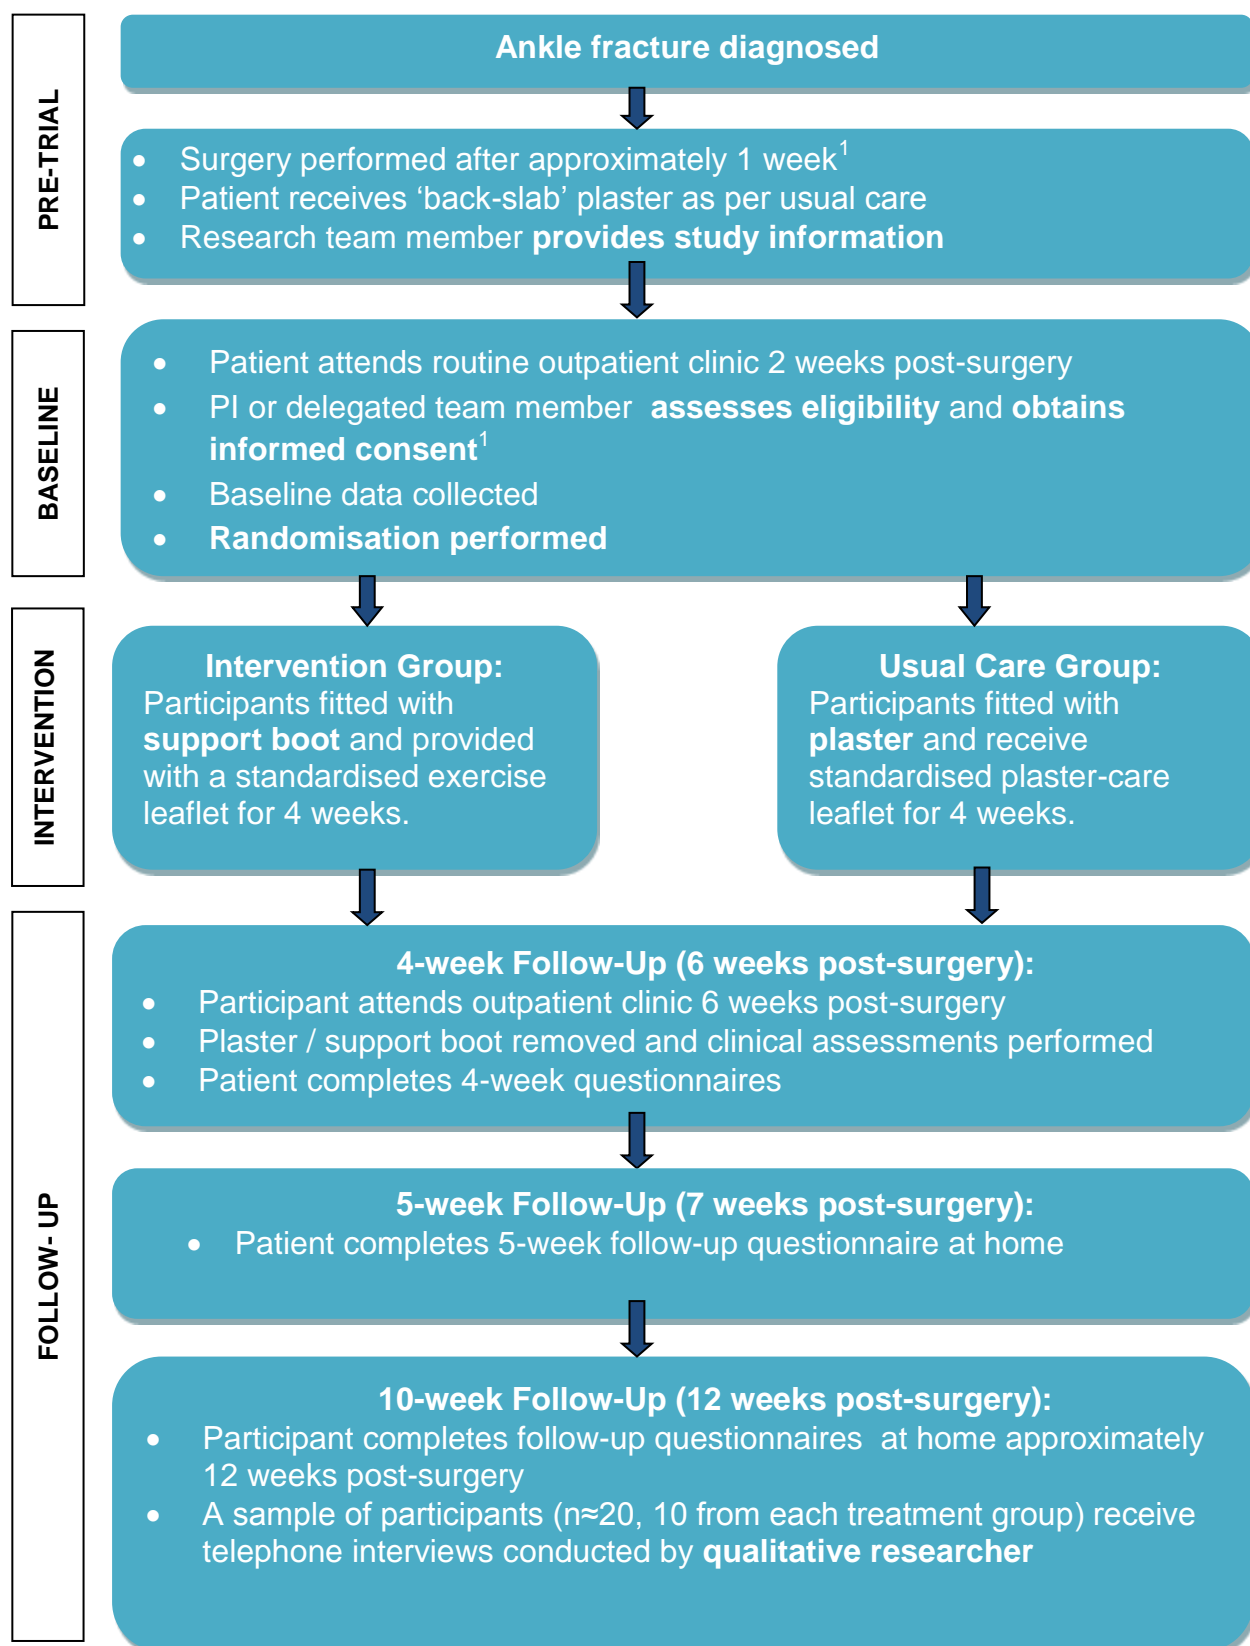 PRE-TRIAL
Ankle fracture diagnosed
• Surgery performed after approximately 1 week¹
• Patient receives ‘back-slab’ plaster as per usual care
• Research team member provides study information
BASELINE
• Patient attends routine outpatient clinic 2 weeks post-surgery
• PI or delegated team member assesses eligibility and obtains
informed consent¹
• Baseline data collected
• Randomisation performed
INTERVENTION
Intervention Group:
Participants fitted with
support boot and provided
with a standardised exercise
leaflet for 4 weeks.
Usual Care Group:
Participants fitted with
plaster and receive
standardised plaster-care
leaflet for 4 weeks.
FOLLOW- UP
4-week Follow-Up (6 weeks post-surgery):
• Participant attends outpatient clinic 6 weeks post-surgery
• Plaster / support boot removed and clinical assessments performed
• Patient completes 4-week questionnaires
5-week Follow-Up (7 weeks post-surgery):
• Patient completes 5-week follow-up questionnaire at home
10-week Follow-Up (12 weeks post-surgery):
• Participant completes follow-up questionnaires at home approximately
12 weeks post-surgery
• A sample of participants (n≈20, 10 from each treatment group) receive
telephone interviews conducted by qualitative researcher